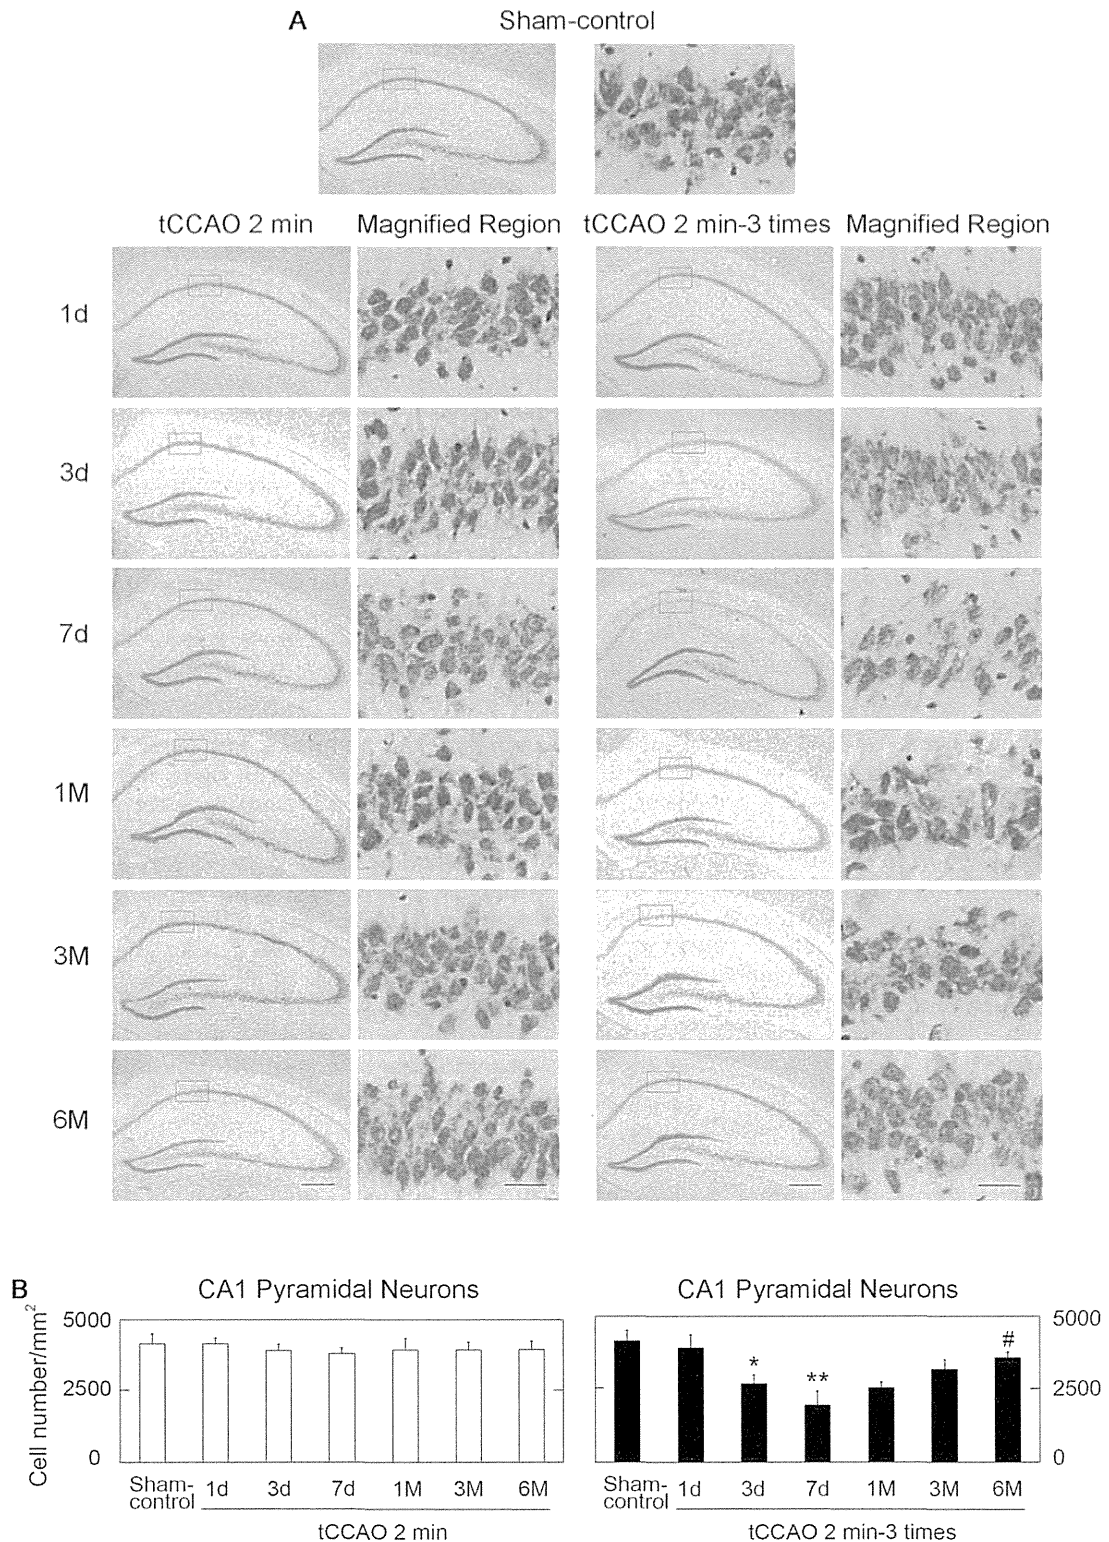 A
Sham-control
tCCAO 2 min
Magnified Region
tCCAO 2 min-3 times
Magnified Region
1d
3d
7d
1M
3M
6M
B
CA1 Pyramidal Neurons
CA1 Pyramidal Neurons
Cell number/mm²
5000
2500
0
Sham-
control
1d
3d
7d
1M
3M
6M
tCCAO 2 min
*
**
#
5000
2500
0
Sham-
control
1d
3d
7d
1M
3M
6M
tCCAO 2 min-3 times